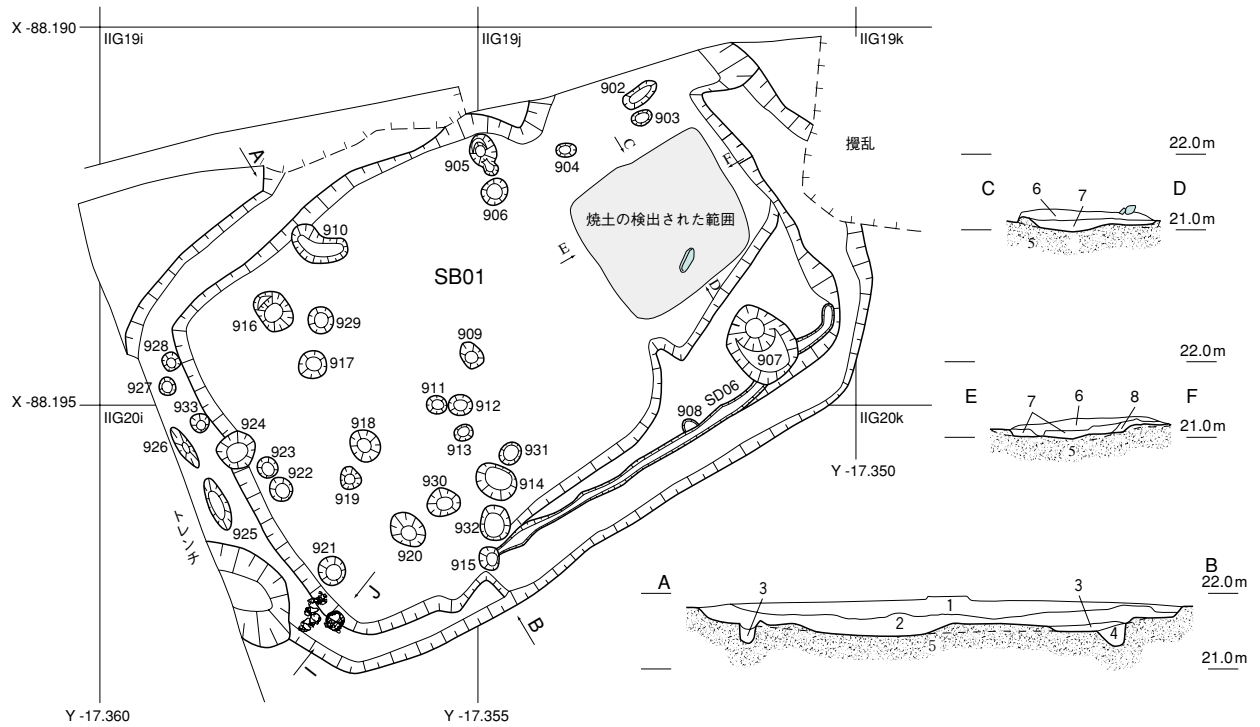 X -88.190
IIG19i
IIG19j
IIG19k
902
903
攪乱
22.0m
A
905
904
C
F
C
6
7
D
906
焼土の検出された範囲
21.0m
5
910
E
SB01
D
916
929
928
909
907
22.0m
917
927
911
912
SD06
E
7
6
8
F
X -88.195
IIG20i
933
908
IIG20k
924
918
21.0m
926
913
5
923
931
Y -17.350
922
919
914
930
925
932
トレンチ
920
921
915
J
A
B
3
3
22.0m
1
B
2
4
5
I
21.0m
Y -17.360
Y -17.355